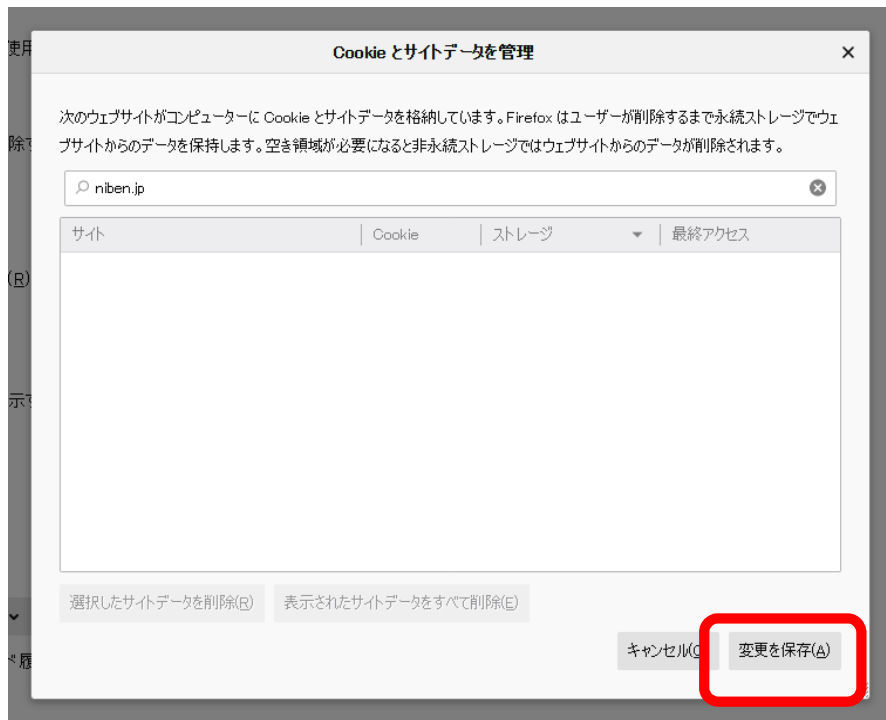 使用
Cookie とサイトデータを管理
次のウェブサイトがコンピューターに Cookie とサイトデータを格納しています。Firefox はユーザーが削除するまで永続ストレージでウェ
除す
ブサイトからのデータを保持します。空き領域が必要になると非永続ストレージではウェブサイトからのデータが削除されます。
niben.jp
サイト Cookie ストレージ 最終アクセス
(R)
示す
選択したサイトデータを削除(R) 表示されたサイトデータをすべて削除(E)
キャンセル( 変更を保存(A)
ド履